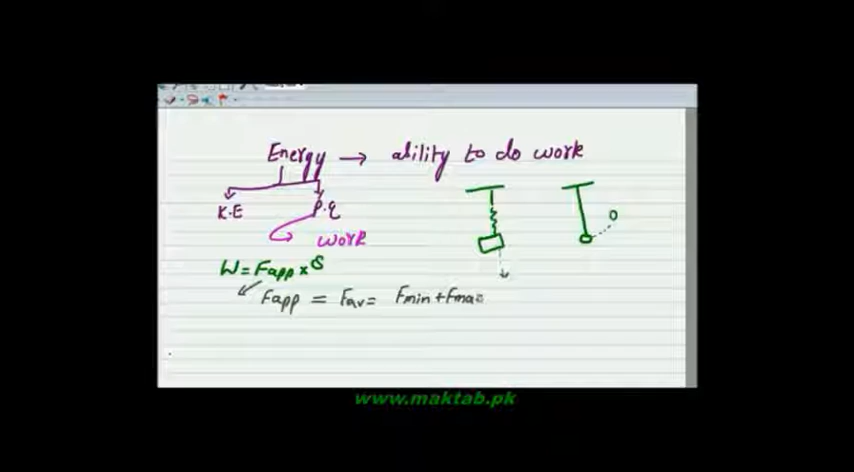 Energy → ability to do work
K.E P.E
work
W = Fapp × S
Fapp = Fav = Fmin + Fmax
www.maktab.pk